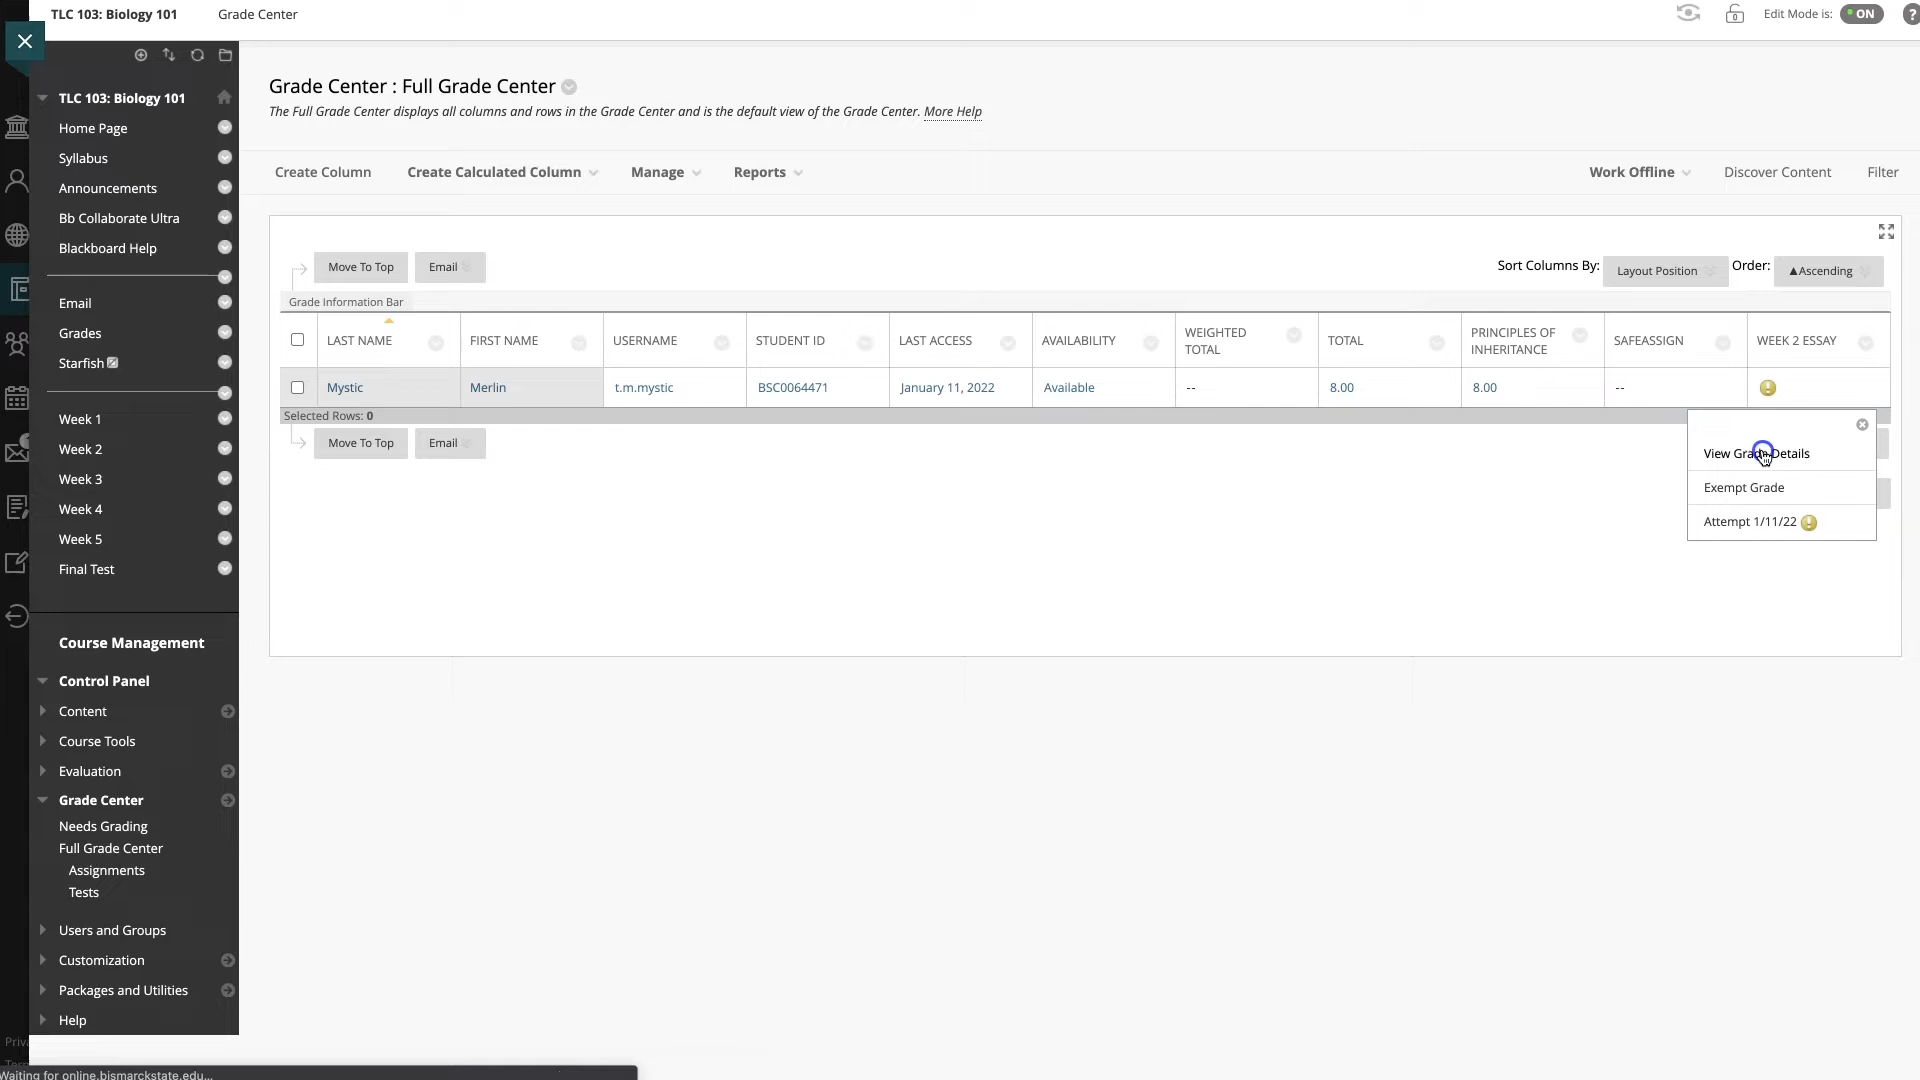 TLC 103: Biology 101
Grade Center
Edit Mode is:
ON
?
TLC 103: Biology 101
Home Page
Syllabus
Announcements
Bb Collaborate Ultra
Blackboard Help
Email
Grades
Starfish
Week 1
Week 2
Week 3
Week 4
Week 5
Final Test
Course Management
Control Panel
Content
Course Tools
Evaluation
Grade Center
Needs Grading
Full Grade Center
Assignments
Tests
Users and Groups
Customization
Packages and Utilities
Help
Grade Center : Full Grade Center
The Full Grade Center displays all columns and rows in the Grade Center and is the default view of the Grade Center. More Help
Create Column
Create Calculated Column
Manage
Reports
Work Offline
Discover Content
Filter
Move To Top
Email
Sort Columns By:
Layout Position
Order:
▲Ascending
Grade Information Bar
LAST NAME
FIRST NAME
USERNAME
STUDENT ID
LAST ACCESS
AVAILABILITY
WEIGHTED
TOTAL
TOTAL
PRINCIPLES OF
INHERITANCE
SAFEASSIGN
WEEK 2 ESSAY
Mystic
Merlin
t.m.mystic
BSC0064471
January 11, 2022
Available
--
8.00
8.00
--
Selected Rows: 0
Move To Top
Email
View Grade Details
Exempt Grade
Attempt 1/11/22
Priva
Waiting for online.bismarckstate.edu...